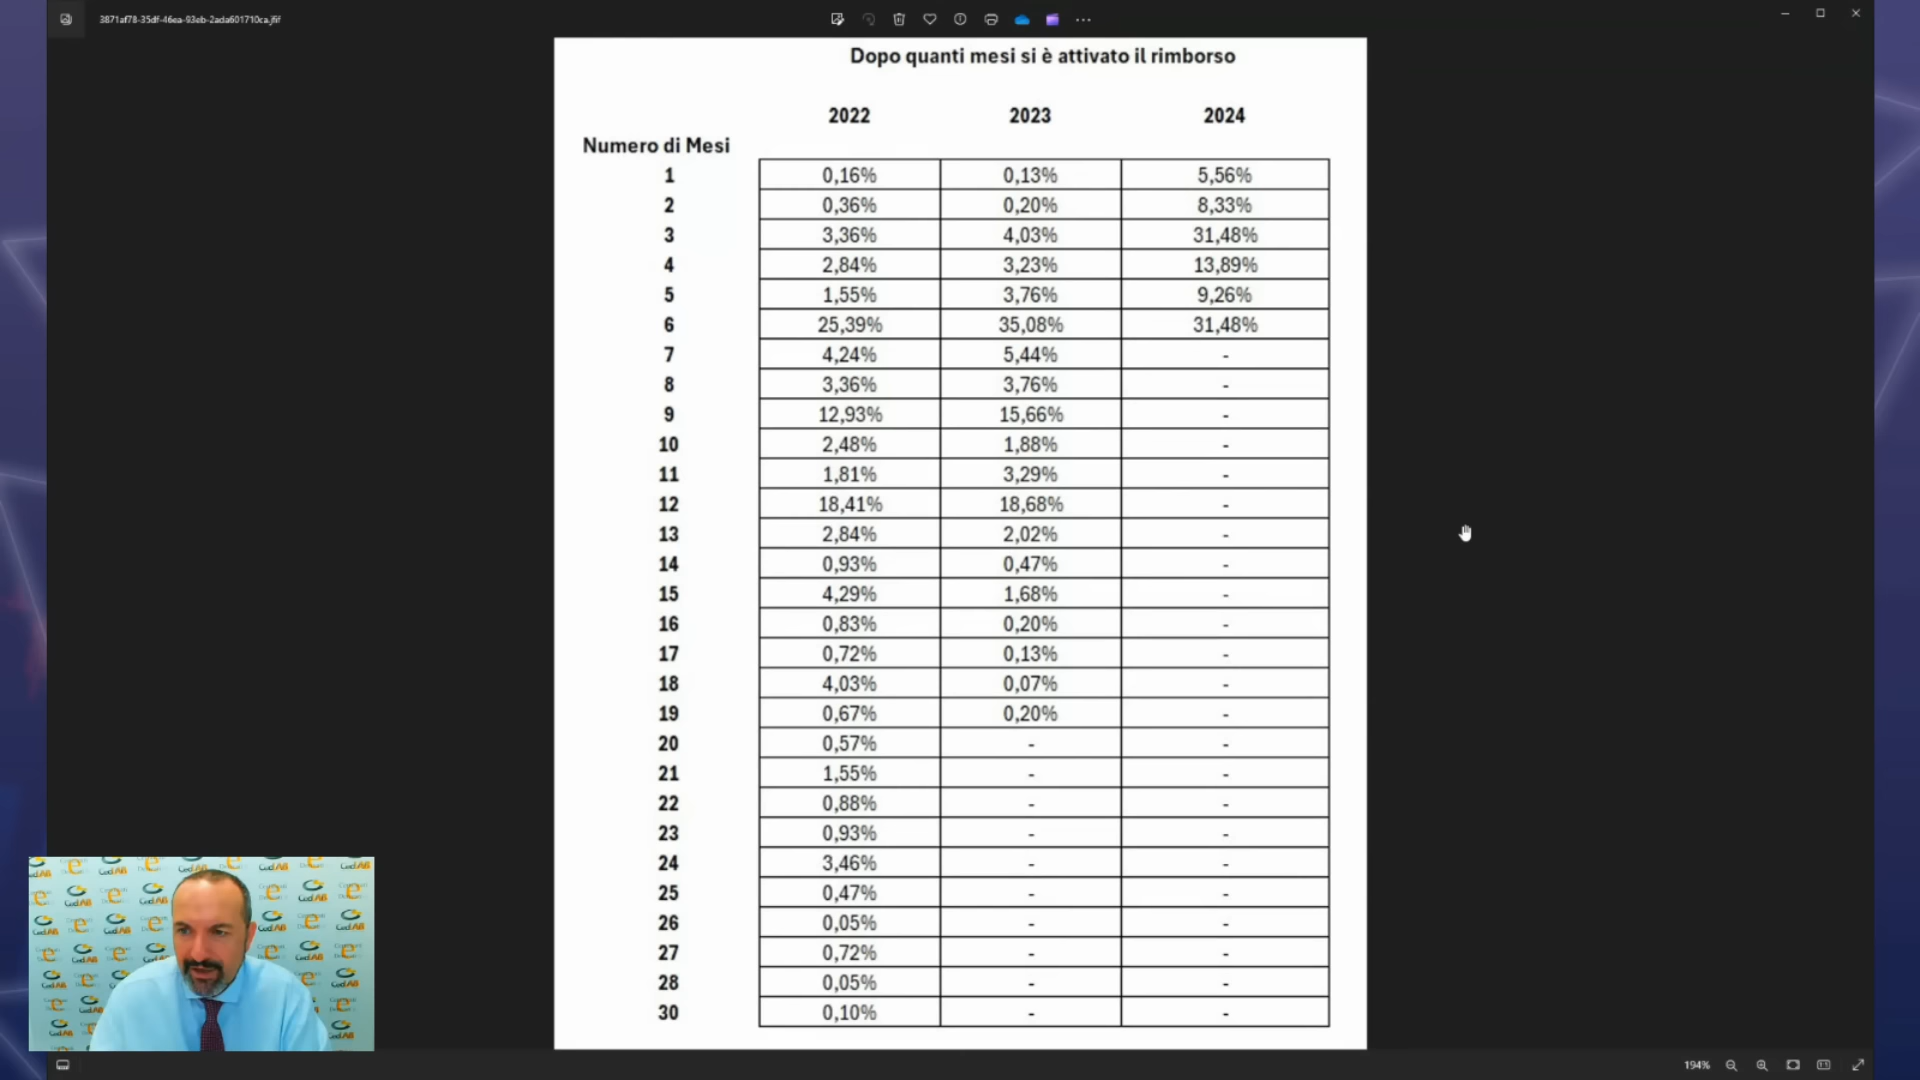 3871af78-35df-46ea-93eb-2ada601710ca.jfif
Dopo quanti mesi si è attivato il rimborso
2022 2023 2024
Numero di Mesi
1 0,16% 0,13% 5,56%
2 0,36% 0,20% 8,33%
3 3,36% 4,03% 31,48%
4 2,84% 3,23% 13,89%
5 1,55% 3,76% 9,26%
6 25,39% 35,08% 31,48%
7 4,24% 5,44% -
8 3,36% 3,76% -
9 12,93% 15,66% -
10 2,48% 1,88% -
11 1,81% 3,29% -
12 18,41% 18,68% -
13 2,84% 2,02% -
14 0,93% 0,47% -
15 4,29% 1,68% -
16 0,83% 0,20% -
17 0,72% 0,13% -
18 4,03% 0,07% -
19 0,67% 0,20% -
20 0,57% - -
21 1,55% - -
22 0,88% - -
23 0,93% - -
24 3,46% - -
25 0,47% - -
26 0,05% - -
27 0,72% - -
28 0,05% - -
30 0,10% - -
194%